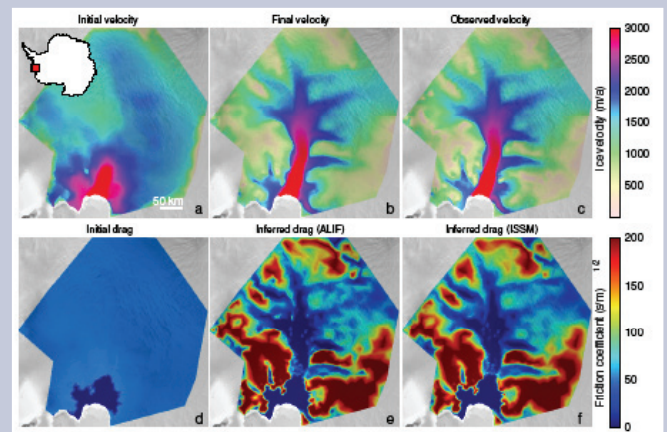 Initial velocity
Final velocity
Observed velocity
50 km
a
b
c
3000
2500
2000
1500
1000
500
Ice velocity (m/a)
Initial drag
Inferred drag (ALIF)
Inferred drag (ISSM)
d
e
f
200
150
100
50
0
Friction coefficient (s/m)
1/2